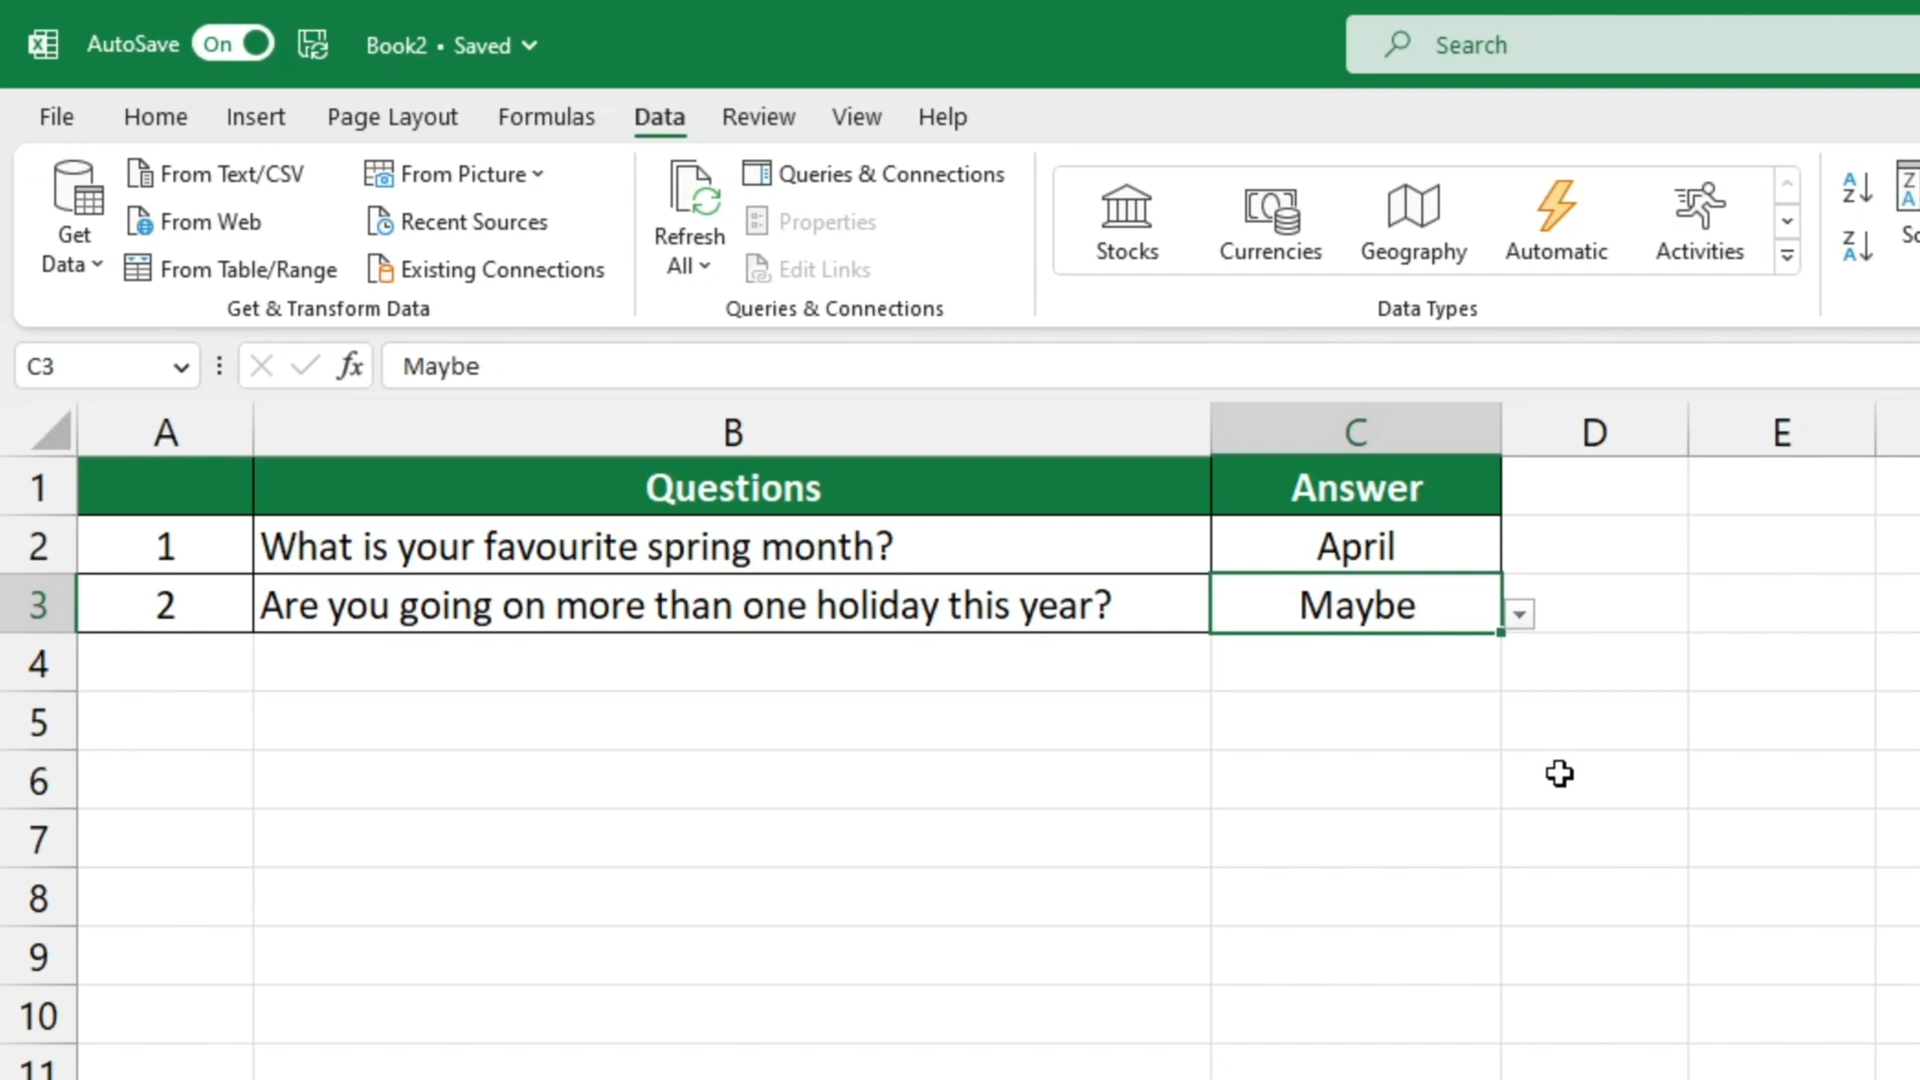 AutoSave On Book2 • Saved Search
File Home Insert Page Layout Formulas Data Review View Help
Get Data
From Text/CSV
From Web
From Table/Range
From Picture
Recent Sources
Existing Connections
Get & Transform Data
Refresh All
Queries & Connections
Properties
Edit Links
Queries & Connections
Stocks Currencies Geography Automatic Activities
Data Types
A Z
Z A
Z A
C3 fx Maybe
A B C D E
1 Questions Answer
2 1 What is your favourite spring month? April
3 2 Are you going on more than one holiday this year? Maybe
4
5
6
7
8
9
10
11